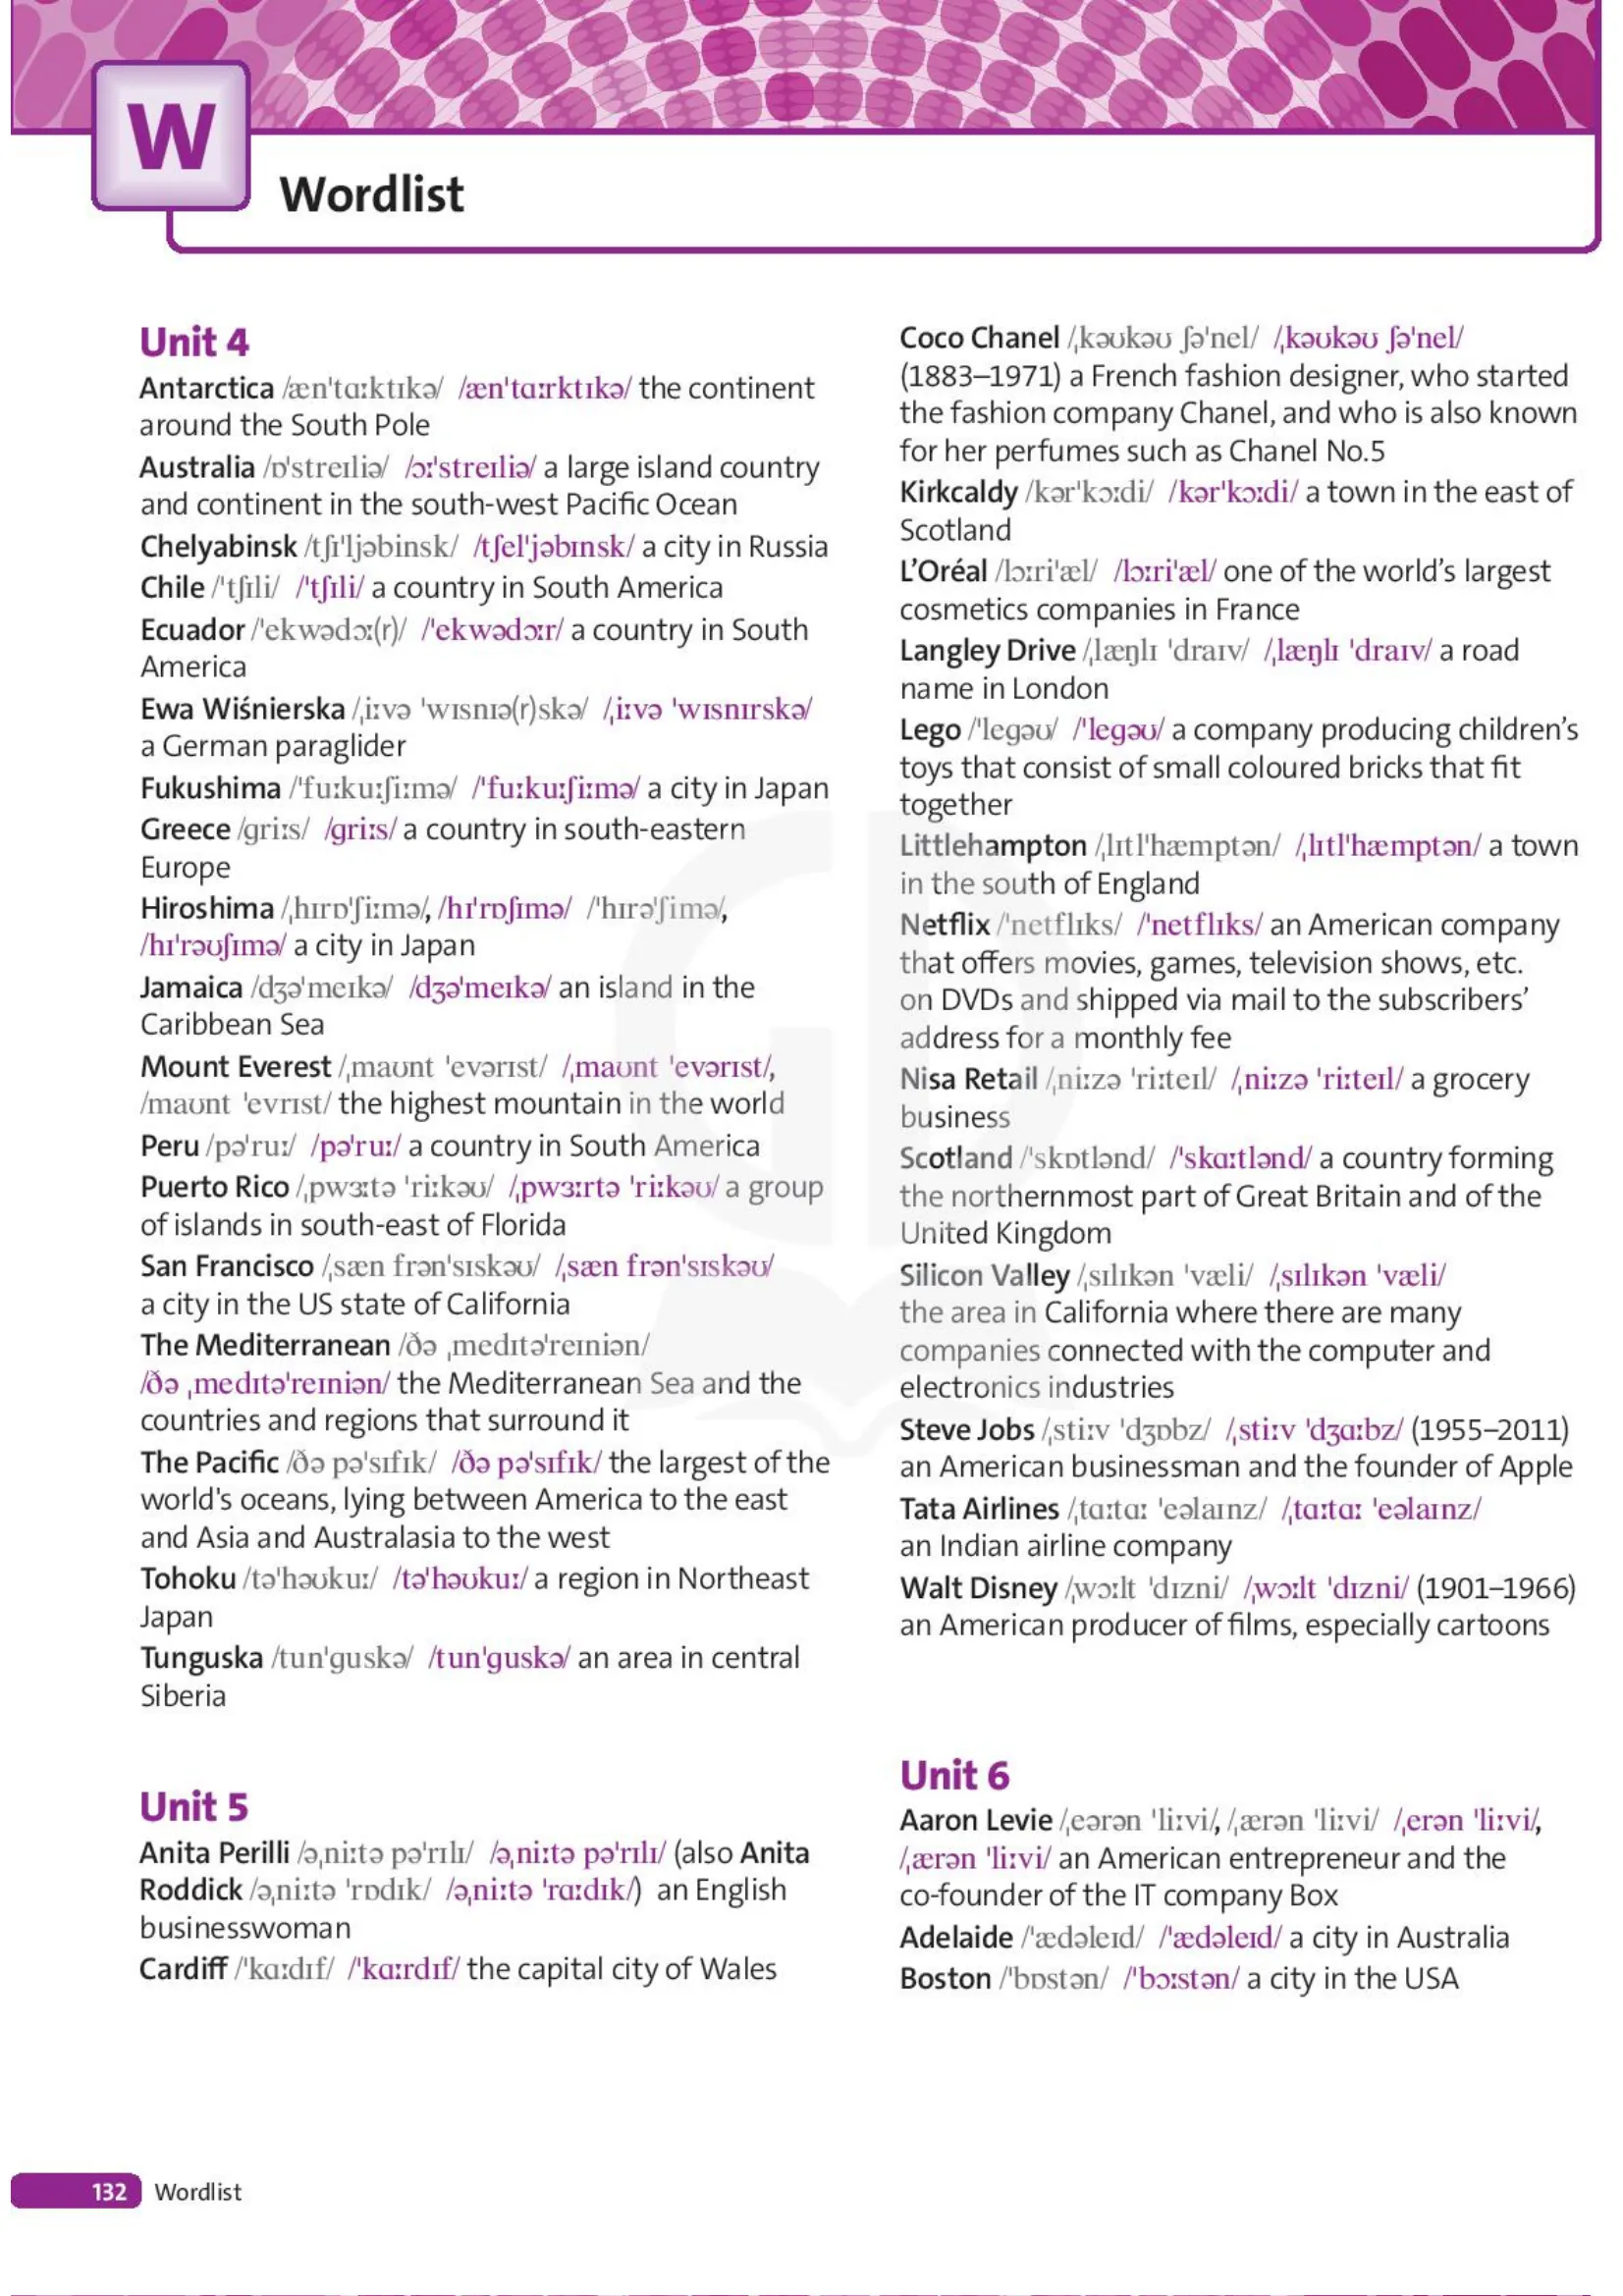 W
Wordlist
Unit 4
Antarctica /æn'tɑːktɪkə/ /æn'tɑːrktɪkə/ the continent
around the South Pole
Australia /ɒ'streɪliə/ /ɔː'streɪliə/ a large island country
and continent in the south-west Pacific Ocean
Chelyabinsk /tʃɪ'ljəbinsk/ /tʃel'jəbɪnsk/ a city in Russia
Chile /'tʃɪli/ /'tʃɪli/ a country in South America
Ecuador /'ekwədɔː(r)/ /'ekwədɔːr/ a country in South
America
Ewa Wiśnierska /ˌiːvə 'wɪsnɪə(r)skə/ /ˌiːvə 'wɪsnɪrskə/
a German paraglider
Fukushima /'fuːkuːʃiːmə/ /'fuːkuːʃiːmə/ a city in Japan
Greece /griːs/ /griːs/ a country in south-eastern
Europe
Hiroshima /ˌhɪrɒ'ʃiːmə/, /hɪ'rɒʃɪmə/ /'hɪrə'ʃimə/,
/hɪ'rəʊʃɪmə/ a city in Japan
Jamaica /dʒə'meɪkə/ /dʒə'meɪkə/ an island in the
Caribbean Sea
Mount Everest /ˌmaʊnt 'evərɪst/ /ˌmaʊnt 'evərɪst/,
/maʊnt 'evrɪst/ the highest mountain in the world
Peru /pə'ruː/ /pə'ruː/ a country in South America
Puerto Rico /ˌpwɜːtə 'riːkəʊ/ /ˌpwɜːrtə 'riːkəʊ/ a group
of islands in south-east of Florida
San Francisco /ˌsæn frən'sɪskəʊ/ /ˌsæn frən'sɪskəʊ/
a city in the US state of California
The Mediterranean /ðə ˌmedɪtə'reɪniən/
/ðə ˌmedɪtə'reɪniən/ the Mediterranean Sea and the
countries and regions that surround it
The Pacific /ðə pə'sɪfɪk/ /ðə pə'sɪfɪk/ the largest of the
world's oceans, lying between America to the east
and Asia and Australasia to the west
Tohoku /tə'həʊkuː/ /tə'həʊkuː/ a region in Northeast
Japan
Tunguska /tun'guskə/ /tun'guskə/ an area in central
Siberia
Unit 5
Anita Perilli /əˌniːtə pə'rɪlɪ/ /əˌniːtə pə'rɪlɪ/ (also Anita
Roddick /əˌniːtə 'rɒdɪk/ /əˌniːtə 'rɑːdɪk/) an English
businesswoman
Cardiff /'kɑːdɪf/ /'kɑːrdɪf/ the capital city of Wales
Coco Chanel /ˌkəʊkəʊ ʃə'nel/ /ˌkəʊkəʊ ʃə'nel/
(1883–1971) a French fashion designer, who started
the fashion company Chanel, and who is also known
for her perfumes such as Chanel No.5
Kirkcaldy /kər'kɔːdi/ /kər'kɔːdi/ a town in the east of
Scotland
L’Oréal /lɔːri'æl/ /lɔːri'æl/ one of the world’s largest
cosmetics companies in France
Langley Drive /ˌlæŋlɪ 'draɪv/ /ˌlæŋlɪ 'draɪv/ a road
name in London
Lego /'legəʊ/ /'legəʊ/ a company producing children’s
toys that consist of small coloured bricks that fit
together
Littlehampton /ˌlɪtl'hæmptən/ /ˌlɪtl'hæmptən/ a town
in the south of England
Netflix /'netflɪks/ /'netflɪks/ an American company
that offers movies, games, television shows, etc.
on DVDs and shipped via mail to the subscribers’
address for a monthly fee
Nisa Retail /ˌniːzə 'riːteɪl/ /ˌniːzə 'riːteɪl/ a grocery
business
Scotland /'skɒtlənd/ /'skɑːtlənd/ a country forming
the northernmost part of Great Britain and of the
United Kingdom
Silicon Valley /ˌsɪlɪkən 'væli/ /ˌsɪlɪkən 'væli/
the area in California where there are many
companies connected with the computer and
electronics industries
Steve Jobs /ˌstiːv 'dʒɒbz/ /ˌstiːv 'dʒɑːbz/ (1955–2011)
an American businessman and the founder of Apple
Tata Airlines /ˌtɑːtɑː 'eəlaɪnz/ /ˌtɑːtɑː 'eəlaɪnz/
an Indian airline company
Walt Disney /ˌwɔːlt 'dɪzni/ /ˌwɔːlt 'dɪzni/ (1901–1966)
an American producer of films, especially cartoons
Unit 6
Aaron Levie /ˌeərən 'liːvi/, /ˌærən 'liːvi/ /ˌerən 'liːvi/,
/ˌærən 'liːvi/ an American entrepreneur and the
co-founder of the IT company Box
Adelaide /'ædəleɪd/ /'ædəleɪd/ a city in Australia
Boston /'bɒstən/ /'bɔːstən/ a city in the USA
132 Wordlist